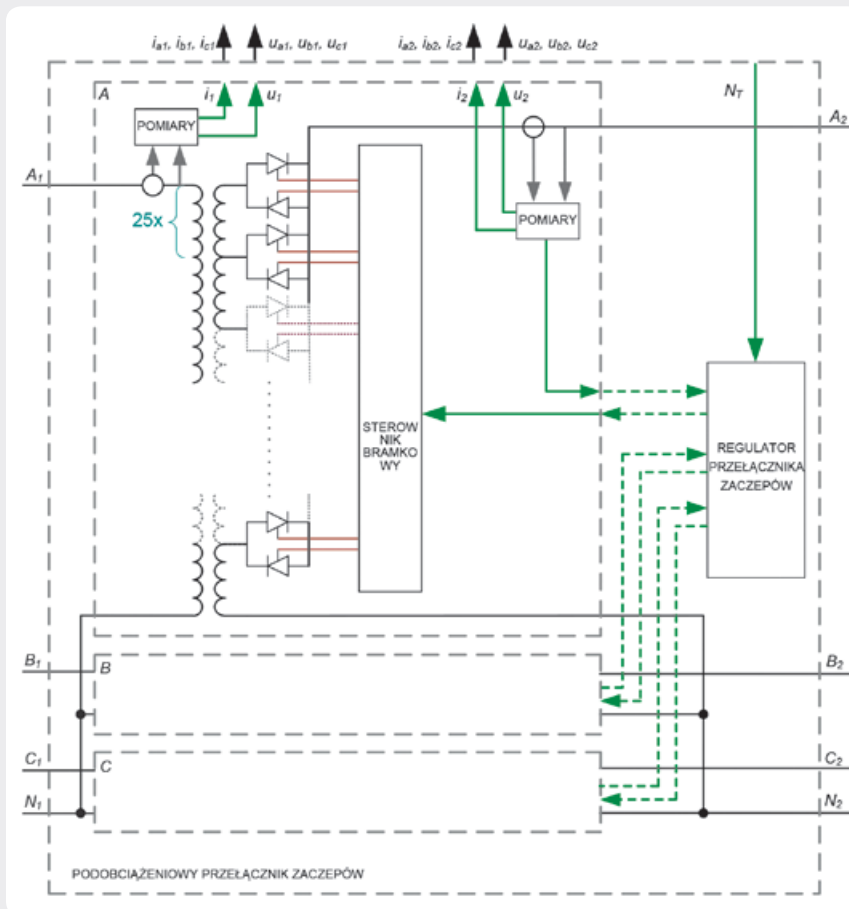 ia1, ib1, ic1
ua1, ub1, uc1
ia2, ib2, ic2
ua2, ub2, uc2
A
i1
u1
i2
u2
NT
POMIARY
A2
A1
25x
POMIARY
STEROW
NIK
BRAMKO
WY
REGULATOR
PRZEŁĄCZNIKA
ZACZEPÓW
B1
B
B2
C1
C
C2
N1
N2
PODOBCIĄŻENIOWY PRZEŁĄCZNIK ZACZEPÓW